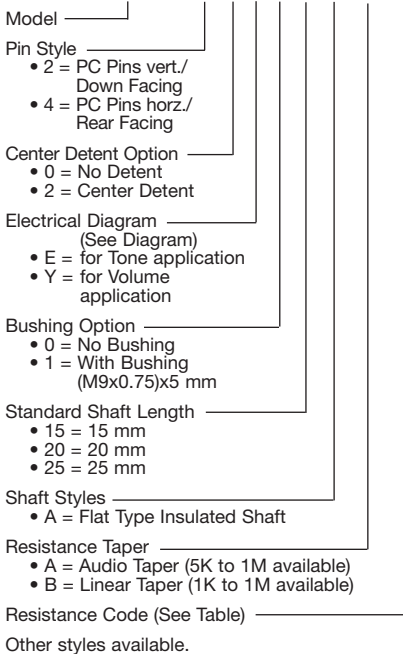 Model
Pin Style
• 2 = PC Pins vert./
Down Facing
• 4 = PC Pins horz./
Rear Facing
Center Detent Option
• 0 = No Detent
• 2 = Center Detent
Electrical Diagram
(See Diagram)
• E = for Tone application
• Y = for Volume
application
Bushing Option
• 0 = No Bushing
• 1 = With Bushing
(M9x0.75)x5 mm
Standard Shaft Length
• 15 = 15 mm
• 20 = 20 mm
• 25 = 25 mm
Shaft Styles
• A = Flat Type Insulated Shaft
Resistance Taper
• A = Audio Taper (5K to 1M available)
• B = Linear Taper (1K to 1M available)
Resistance Code (See Table)
Other styles available.